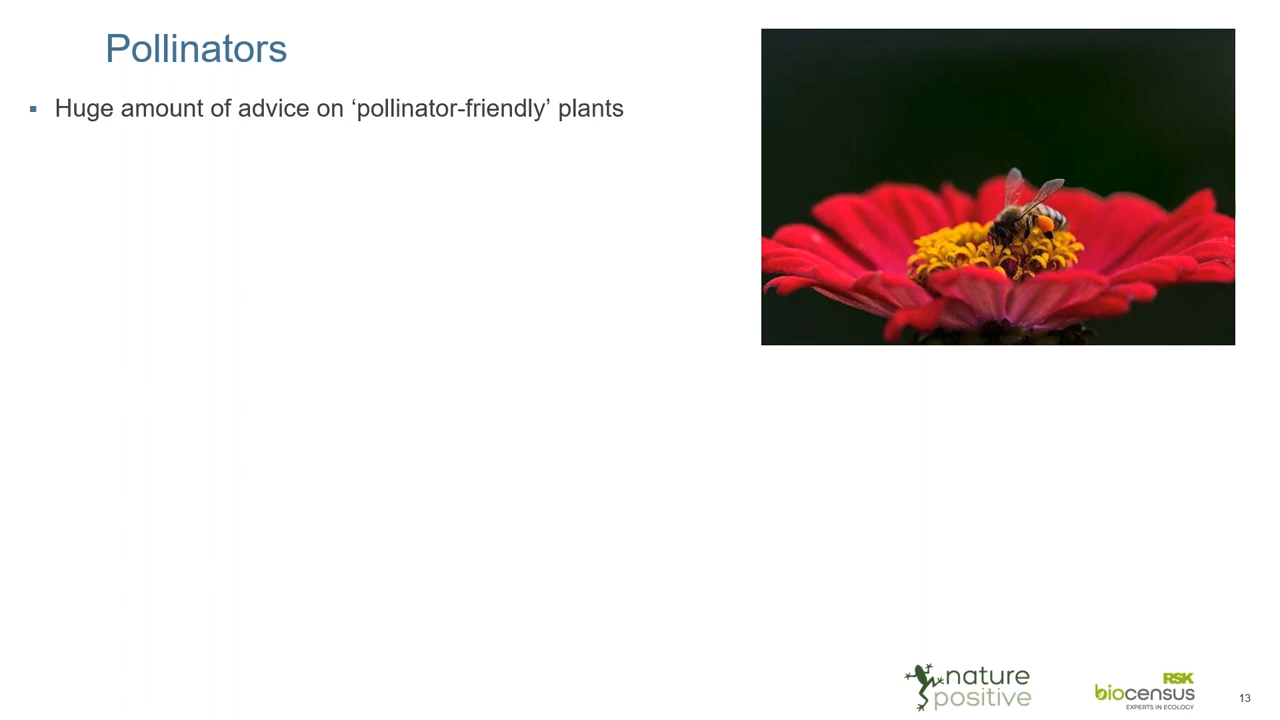 Pollinators
▪ Huge amount of advice on ‘pollinator-friendly’ plants
nature
positive
RSK
biocensus
EXPERTS IN ECOLOGY
13